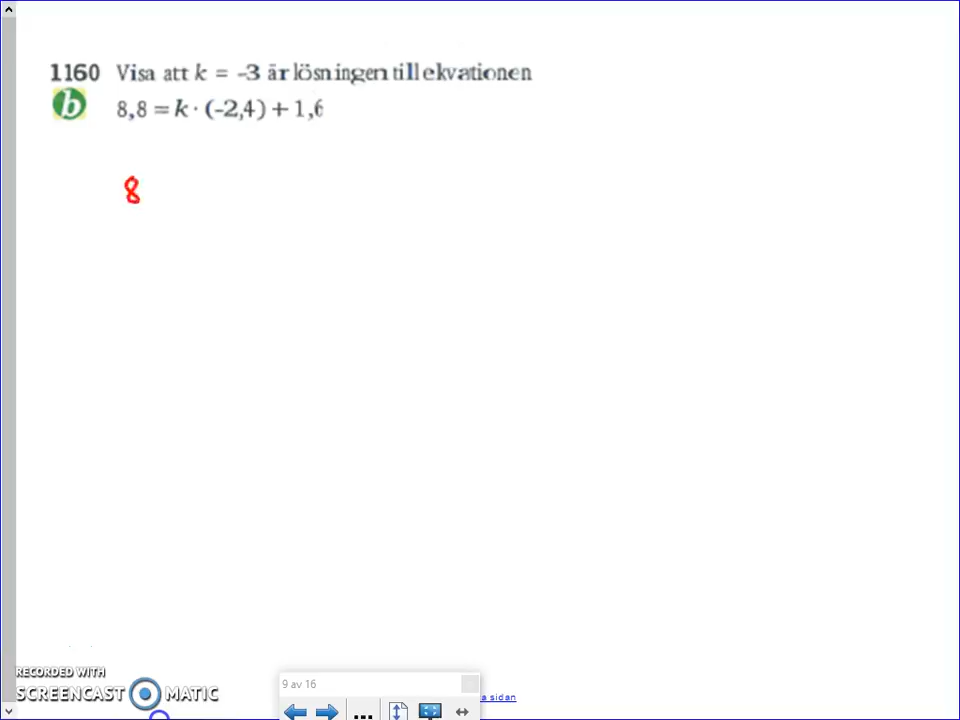 1160 Visa att k = -3 är lösningen till ekvationen
b 8,8 = k · (-2,4) + 1,6
8
RECORDED WITH
SCREENCAST MATIC
9 av 16
a sidan